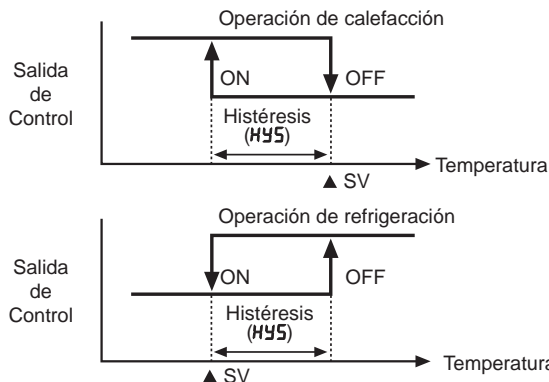 Operación de calefacción
Salida
de
Control
ON
OFF
Histéresis
(HYS)
Temperatura
▲ SV
Operación de refrigeración
Salida
de
Control
ON
OFF
Histéresis
(HYS)
Temperatura
▲ SV